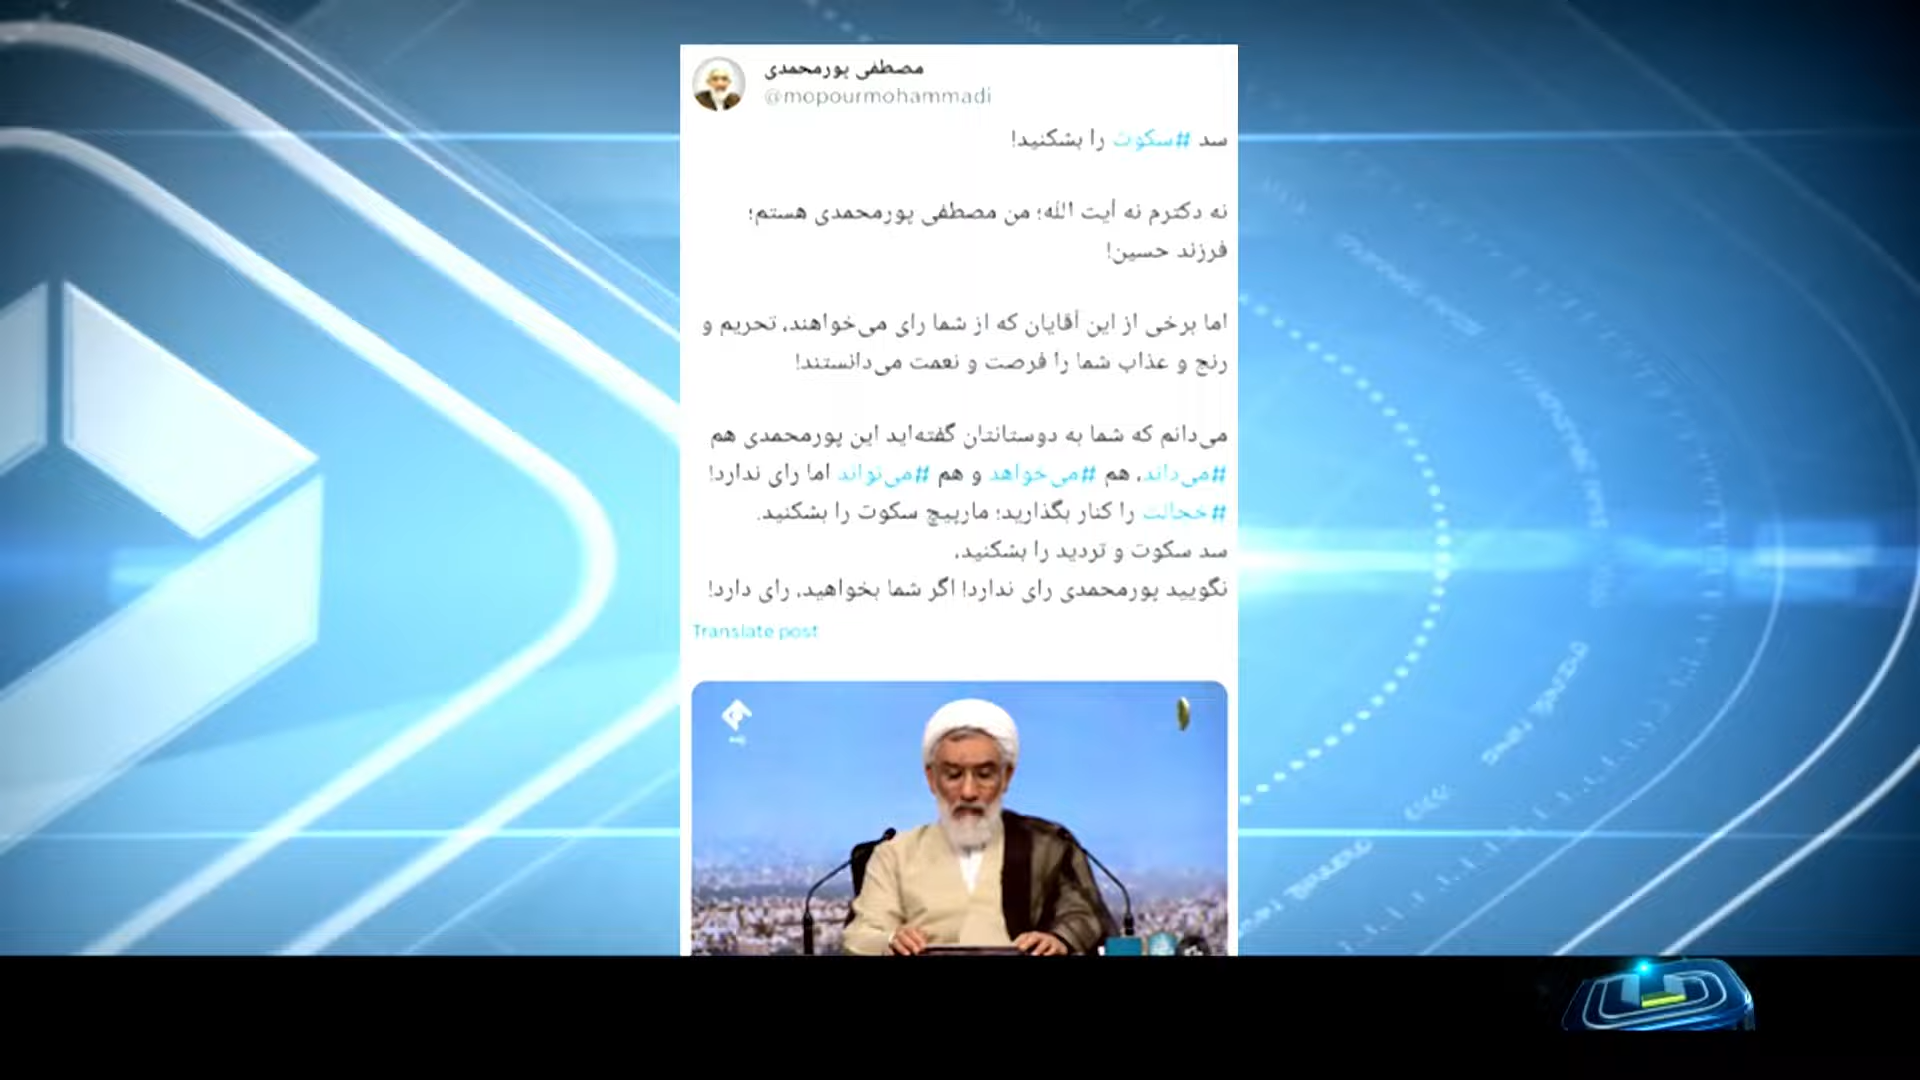 مصطفی پورمحمدی
@mopourmohammadi
سد #سکوت را بشکنید!
نه دکترم نه آیت الله؛ من مصطفی پورمحمدی هستم؛
فرزند حسین!
اما برخی از این آقایان که از شما رای می‌خواهند، تحریم و
رنج و عذاب شما را فرصت و نعمت می‌دانستند!
می‌دانم که شما به دوستانتان گفته‌اید این پورمحمدی هم
#می‌داند، هم #می‌خواهد و هم #می‌تواند اما رای ندارد!
#خجالت را کنار بگذارید؛ مارپیچ سکوت را بشکنید.
سد سکوت و تردید را بشکنید،
نگویید پورمحمدی رای ندارد! اگر شما بخواهید، رای دارد!
Translate post